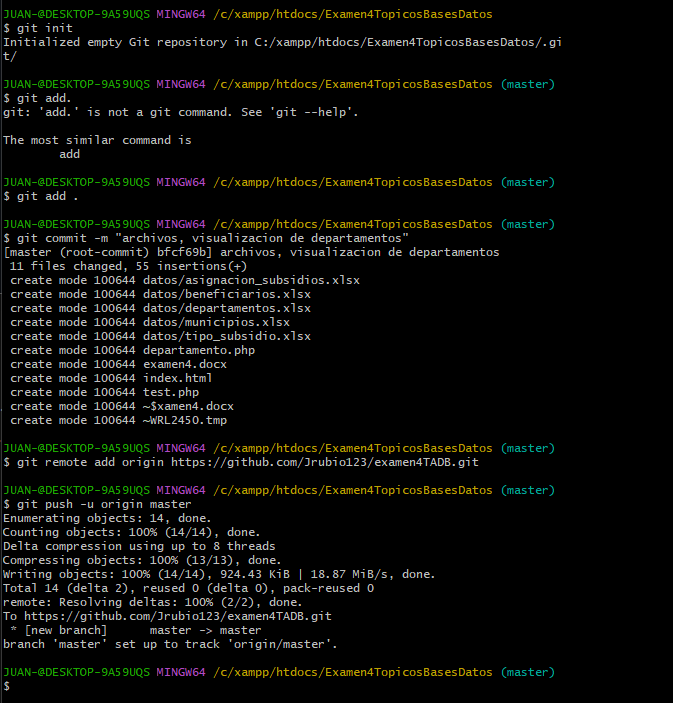 JUAN-@DESKTOP-9A59UQS MINGW64 /c/xampp/htdocs/Examen4TopicosBasesDatos
$ git init
Initialized empty Git repository in C:/xampp/htdocs/Examen4TopicosBasesDatos/.gi
t/
JUAN-@DESKTOP-9A59UQS MINGW64 /c/xampp/htdocs/Examen4TopicosBasesDatos (master)
$ git add.
git: 'add.' is not a git command. See 'git --help'.
The most similar command is
add
JUAN-@DESKTOP-9A59UQS MINGW64 /c/xampp/htdocs/Examen4TopicosBasesDatos (master)
$ git add .
JUAN-@DESKTOP-9A59UQS MINGW64 /c/xampp/htdocs/Examen4TopicosBasesDatos (master)
$ git commit -m "archivos, visualizacion de departamentos"
[master (root-commit) bfcf69b] archivos, visualizacion de departamentos
11 files changed, 55 insertions(+)
create mode 100644 datos/asignacion_subsidios.xlsx
create mode 100644 datos/beneficiarios.xlsx
create mode 100644 datos/departamentos.xlsx
create mode 100644 datos/municipios.xlsx
create mode 100644 datos/tipo_subsidio.xlsx
create mode 100644 departamento.php
create mode 100644 examen4.docx
create mode 100644 index.html
create mode 100644 test.php
create mode 100644 ~$xamen4.docx
create mode 100644 ~WRL2450.tmp
JUAN-@DESKTOP-9A59UQS MINGW64 /c/xampp/htdocs/Examen4TopicosBasesDatos (master)
$ git remote add origin https://github.com/Jrubio123/examen4TADB.git
JUAN-@DESKTOP-9A59UQS MINGW64 /c/xampp/htdocs/Examen4TopicosBasesDatos (master)
$ git push -u origin master
Enumerating objects: 14, done.
Counting objects: 100% (14/14), done.
Delta compression using up to 8 threads
Compressing objects: 100% (13/13), done.
Writing objects: 100% (14/14), 924.43 KiB | 18.87 MiB/s, done.
Total 14 (delta 2), reused 0 (delta 0), pack-reused 0
remote: Resolving deltas: 100% (2/2), done.
To https://github.com/Jrubio123/examen4TADB.git
* [new branch]      master -> master
branch 'master' set up to track 'origin/master'.
JUAN-@DESKTOP-9A59UQS MINGW64 /c/xampp/htdocs/Examen4TopicosBasesDatos (master)
$